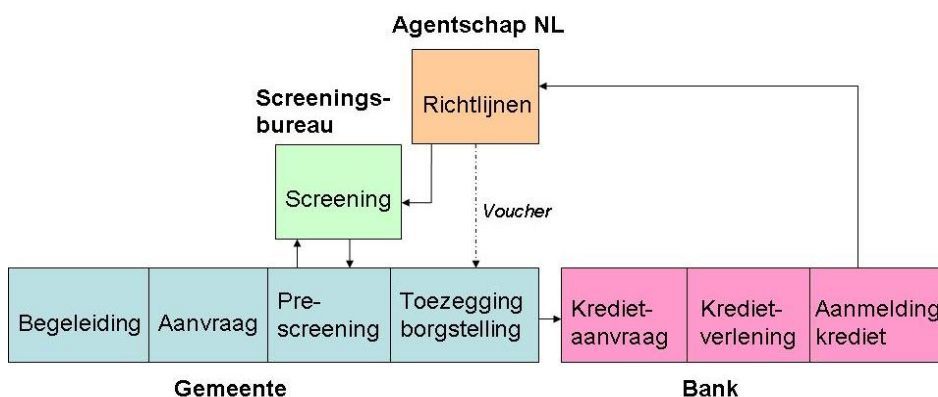 Agentschap NL
Richtlijnen
Screenings-
bureau
Screening
Voucher
Begeleiding
Aanvraag
Pre-
screening
Toezegging
borgstelling
Krediet-
aanvraag
Krediet-
verlening
Aanmelding
krediet
Gemeente
Bank